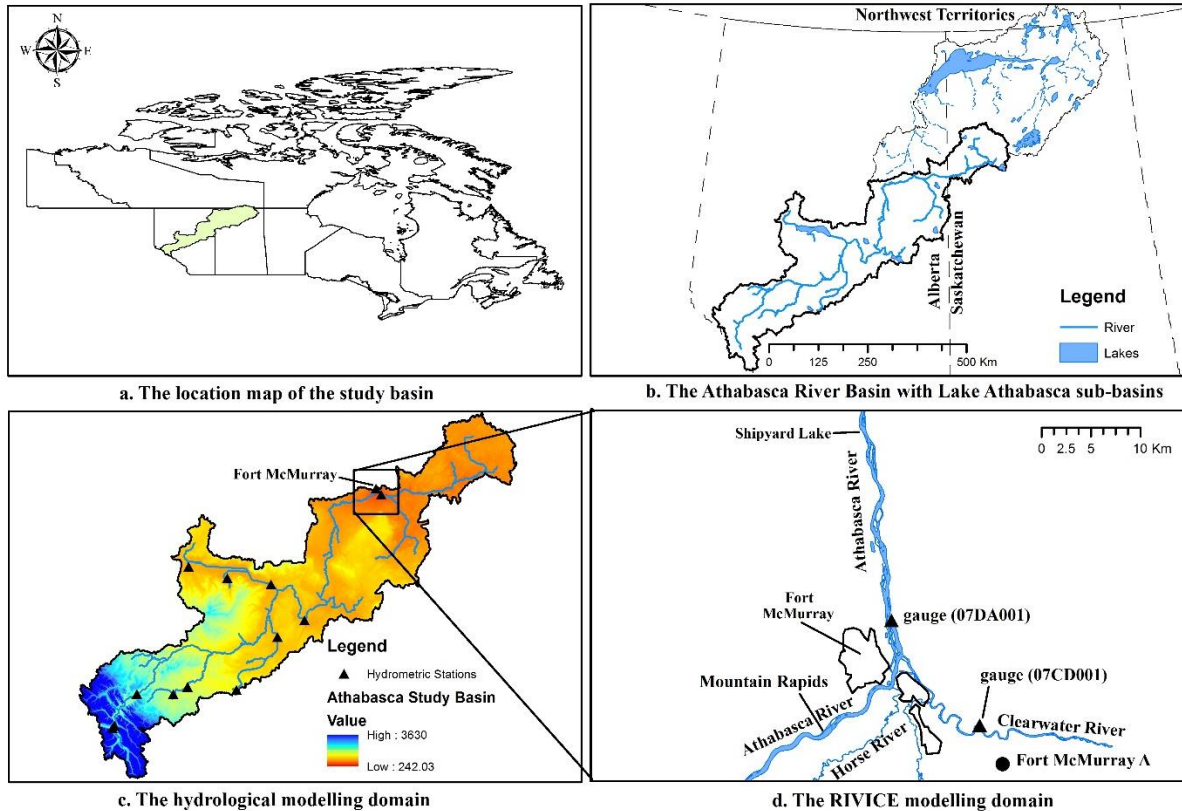 N
W E
S
a. The location map of the study basin
Northwest Territories
Alberta
Saskatchewan
Legend
River
Lakes
0 125 250 500 Km
b. The Athabasca River Basin with Lake Athabasca sub-basins
Fort McMurray
Legend
Hydrometric Stations
Athabasca Study Basin
Value
High : 3630
Low : 242.03
c. The hydrological modelling domain
Shipyard Lake
0 2.5 5 10 Km
Athabasca River
Fort
McMurray
gauge (07DA001)
Mountain Rapids
gauge (07CD001)
Athabasca River
Clearwater River
Horse River
Fort McMurray A
d. The RIVICE modelling domain